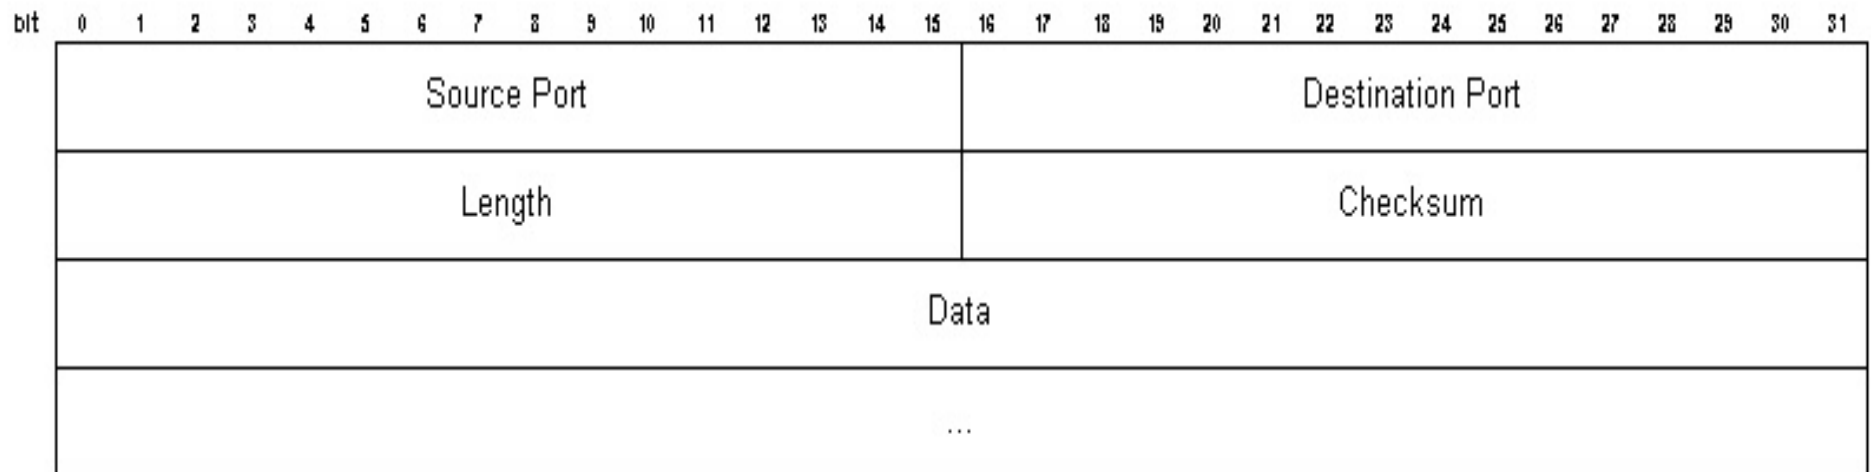 bit 0 1 2 3 4 5 6 7 8 9 10 11 12 13 14 15 16 17 18 19 20 21 22 23 24 25 26 27 28 29 30 31
Source Port Destination Port
Length Checksum
Data
...